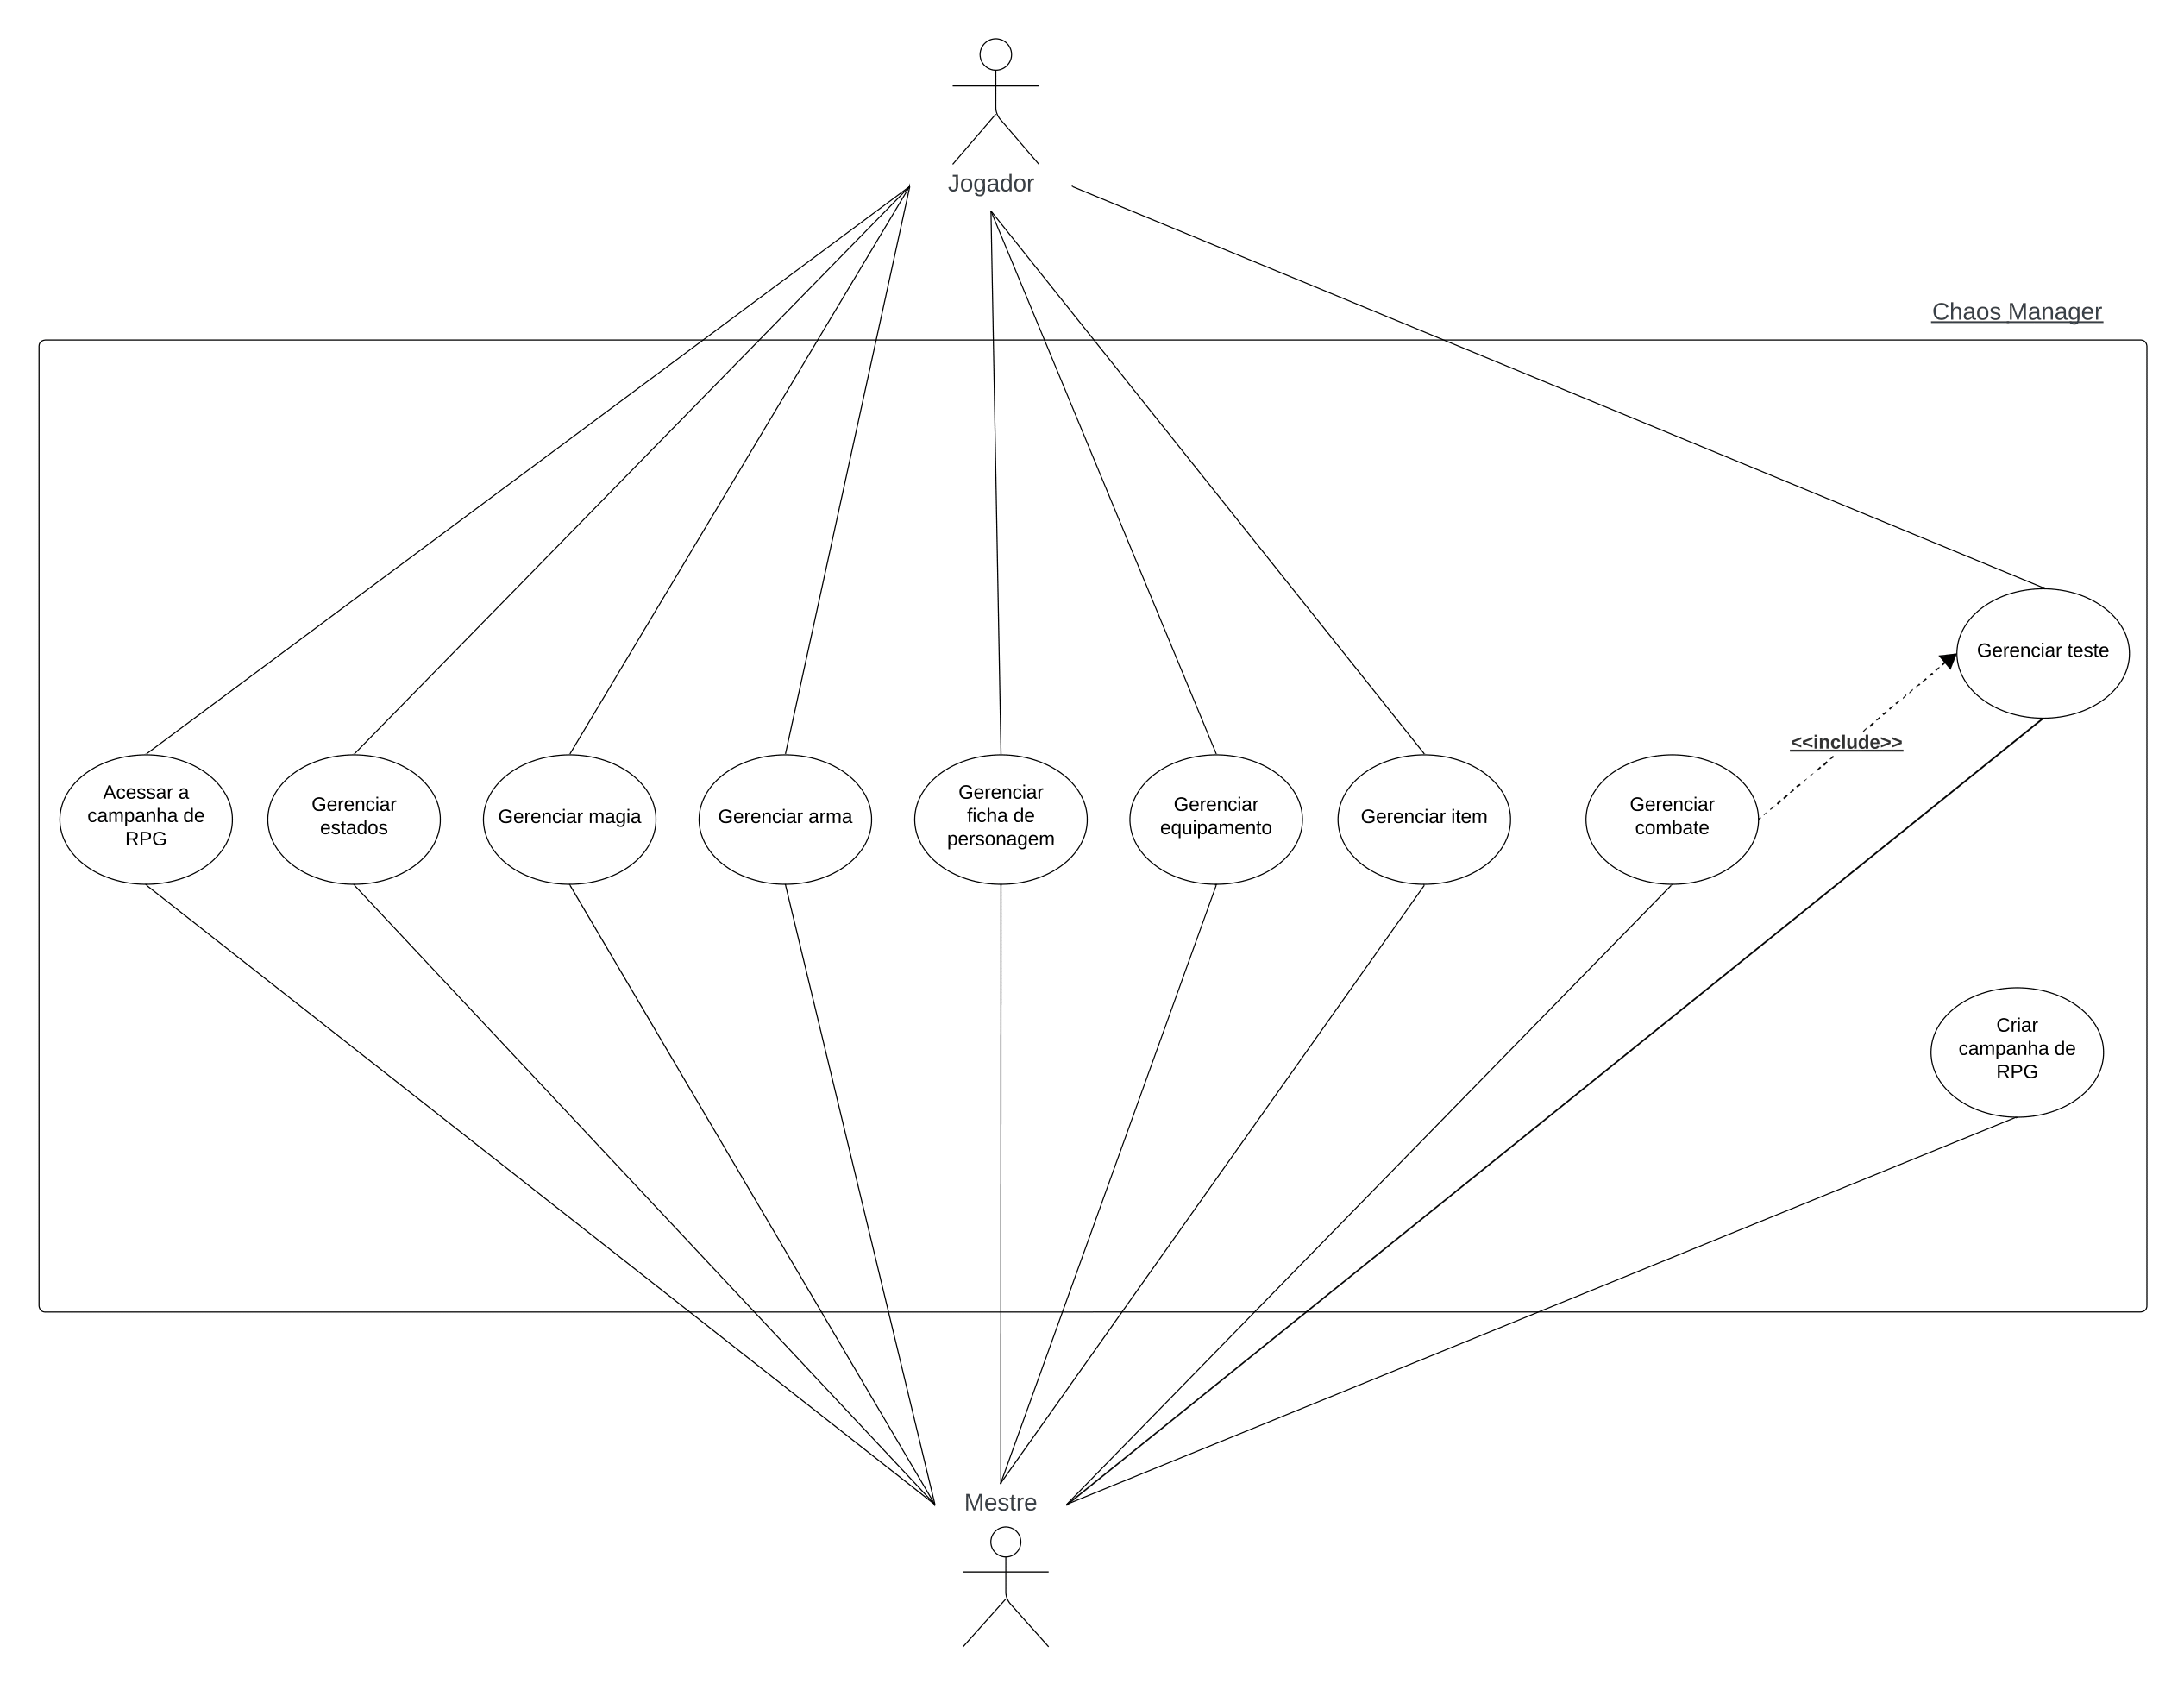 Jogador
Chaos Manager
Gerenciar teste
<<include>>
Acessar a
campanha de
RPG
Gerenciar
estados
Gerenciar magia
Gerenciar arma
Gerenciar
ficha de
personagem
Gerenciar
equipamento
Gerenciar item
Gerenciar
combate
Criar
campanha de
RPG
Mestre